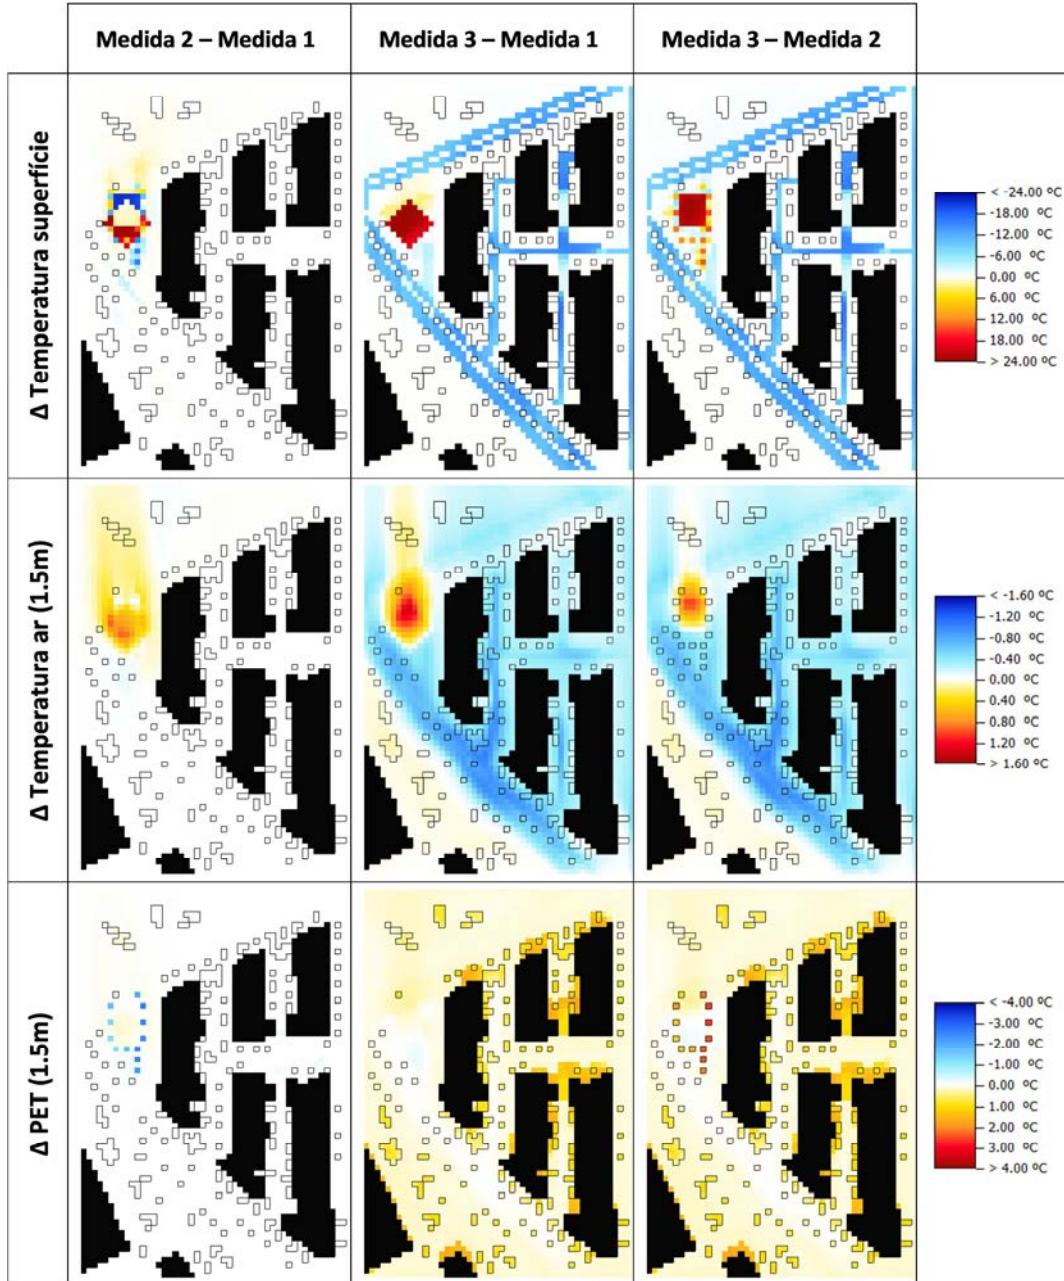 Medida 2 – Medida 1
Medida 3 – Medida 1
Medida 3 – Medida 2
Δ Temperatura superfície
< -24.00 ºC
-18.00 ºC
-12.00 ºC
-6.00 ºC
0.00 ºC
6.00 ºC
12.00 ºC
18.00 ºC
> 24.00 ºC
Δ Temperatura ar (1.5m)
< -1.60 ºC
-1.20 ºC
-0.80 ºC
-0.40 ºC
0.00 ºC
0.40 ºC
0.80 ºC
1.20 ºC
> 1.60 ºC
Δ PET (1.5m)
< -4.00 ºC
-3.00 ºC
-2.00 ºC
-1.00 ºC
0.00 ºC
1.00 ºC
2.00 ºC
3.00 ºC
> 4.00 ºC